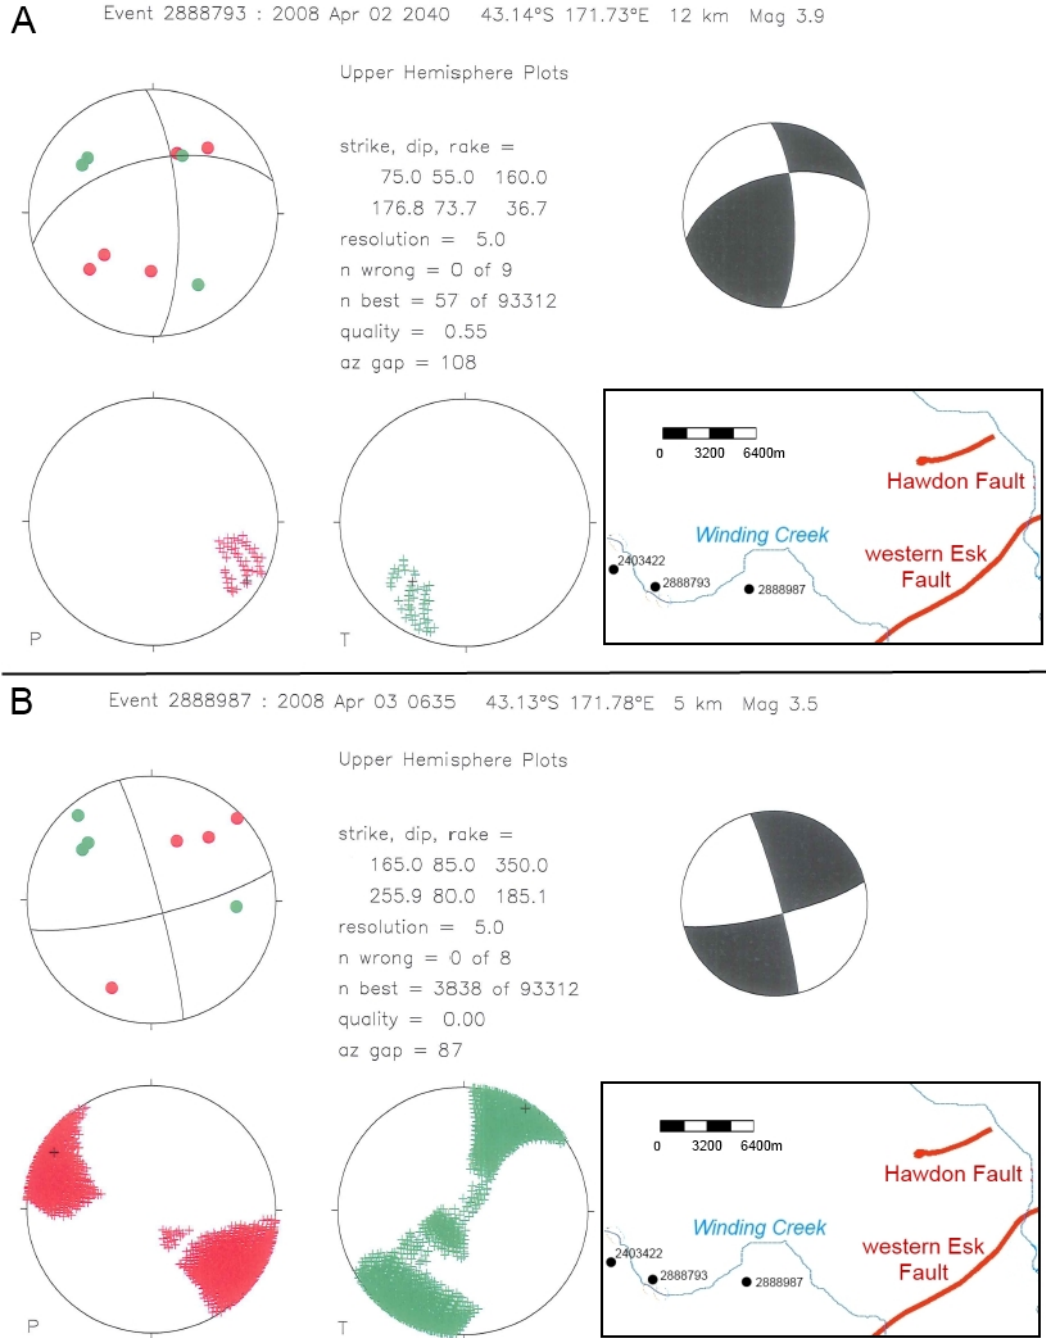 A
Event 2888793 : 2008 Apr 02 2040 43.14°S 171.73°E 12 km Mag 3.9
Upper Hemisphere Plots
strike, dip, rake =
75.0 55.0 160.0
176.8 73.7 36.7
resolution = 5.0
n wrong = 0 of 9
n best = 57 of 93312
quality = 0.55
az gap = 108
P
T
0 3200 6400m
Hawdon Fault
Winding Creek
western Esk
Fault
2403422
2888793
2888987
B
Event 2888987 : 2008 Apr 03 0635 43.13°S 171.78°E 5 km Mag 3.5
Upper Hemisphere Plots
strike, dip, rake =
165.0 85.0 350.0
255.9 80.0 185.1
resolution = 5.0
n wrong = 0 of 8
n best = 3838 of 93312
quality = 0.00
az gap = 87
P
T
0 3200 6400m
Hawdon Fault
Winding Creek
western Esk
Fault
2403422
2888793
2888987